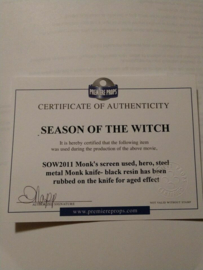 PREMIERE PROPS
CERTIFICATE OF AUTHENTICITY
SEASON OF THE WITCH
It is hereby certified that the following item
was used during the production of the above movie.
SOW2011 Monk's screen used, hero, steel
metal Monk knife- black resin has been
rubbed on the knife for aged effect
www.premiereprops.com